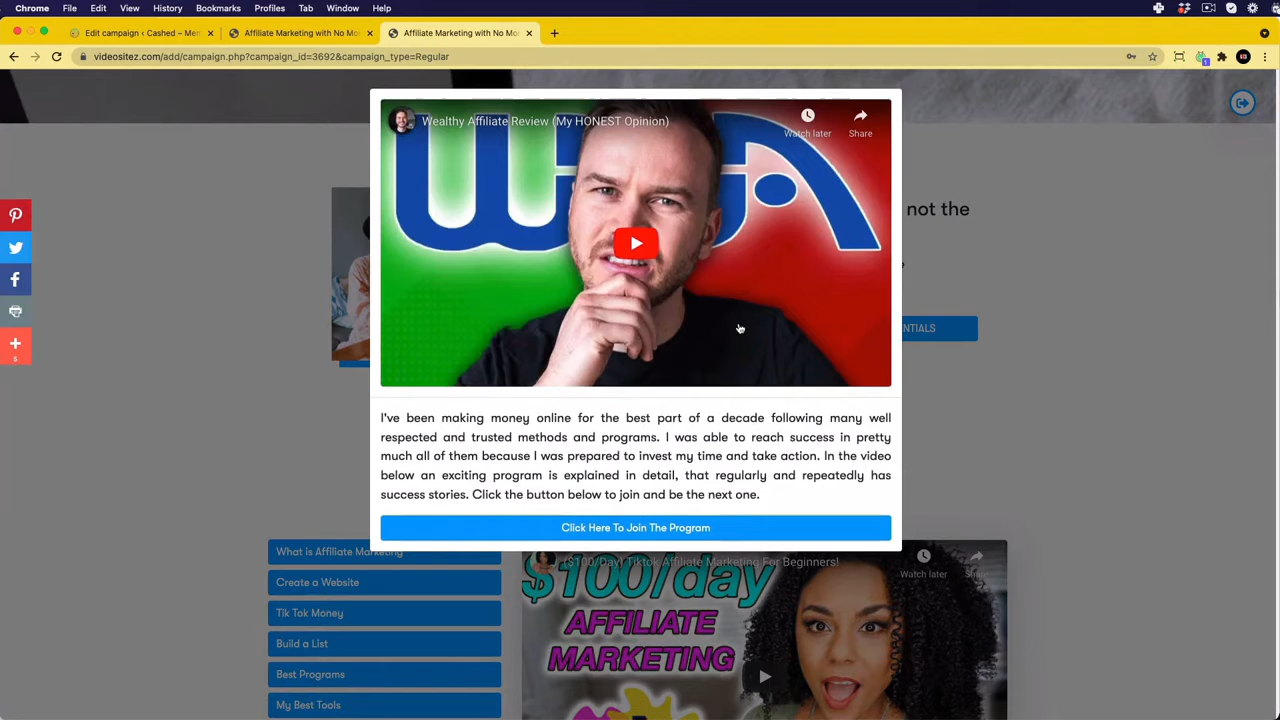 Chrome File Edit View History Bookmarks Profiles Tab Window Help
Edit campaign ‹ Cashed – Mem
Affiliate Marketing with No Mo
Affiliate Marketing with No Mo
videositez.com/add/campaign.php?campaign_id=3692&campaign_type=Regular
1
Wealthy Affiliate Review (My HONEST Opinion)
Watch later
Share
WA
not the
ENTIALS
5
I've been making money online for the best part of a decade following many well
respected and trusted methods and programs. I was able to reach success in pretty
much all of them because I was prepared to invest my time and take action. In the video
below an exciting program is explained in detail, that regularly and repeatedly has
success stories. Click the button below to join and be the next one.
Click Here To Join The Program
What is Affiliate Marketing
Create a Website
Tik Tok Money
Build a List
Best Programs
My Best Tools
($100/Day) Tiktok Affiliate Marketing For Beginners!
Watch later
$100/day
AFFILIATE
MARKETING